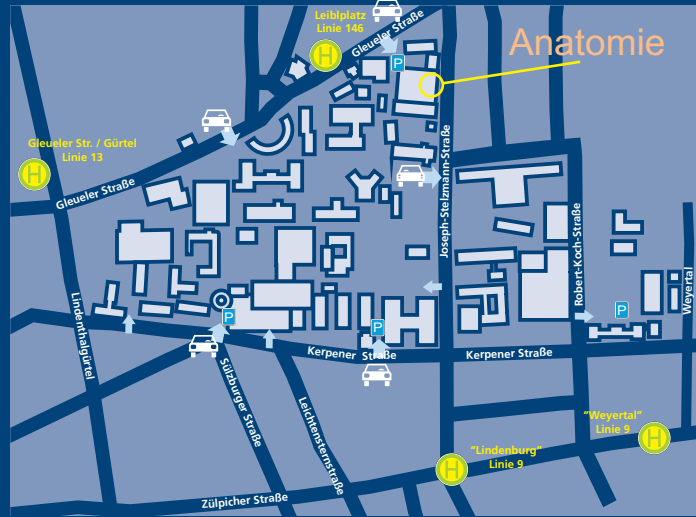 Leiblplatz
Linie 146
H
Gleueler Straße
P
Anatomie
Gleueler Str. / Gürtel
Linie 13
H
Gleueler Straße
Joseph-Stelzmann-Straße
Robert-Koch-Straße
Weyertal
Lindenthalgürtel
P
P
P
Kerpener Straße
Kerpener Straße
Sülzburger Straße
Leichtensternstraße
"Weyertal"
Linie 9
H
"Lindenburg"
Linie 9
H
Zülpicher Straße